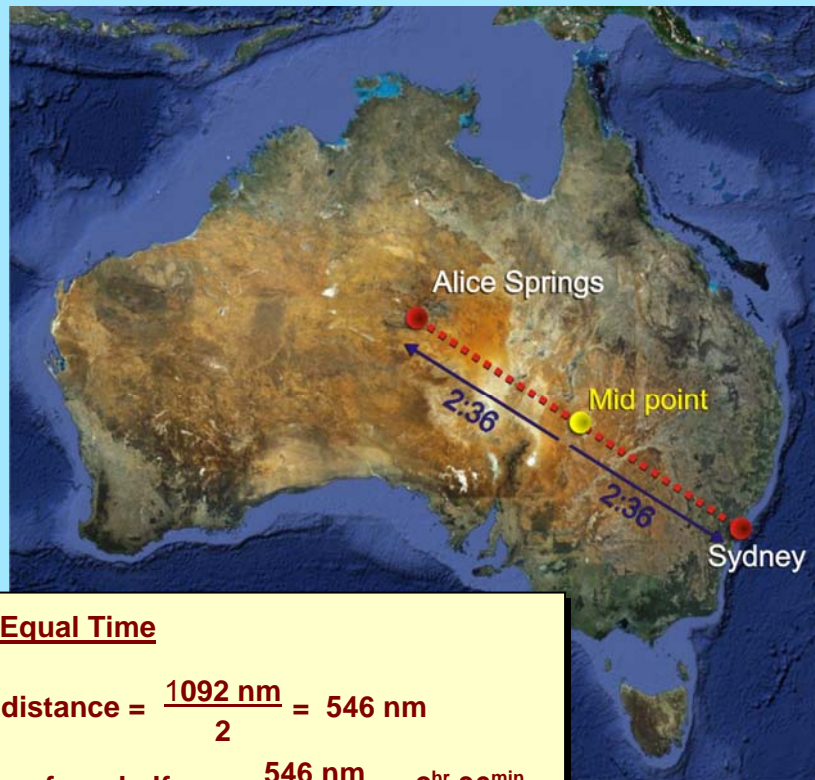 Alice Springs
Mid point
2:36
2:36
Sydney
Equal Time
distance = 1092 nm / 2 = 546 nm
546 nm